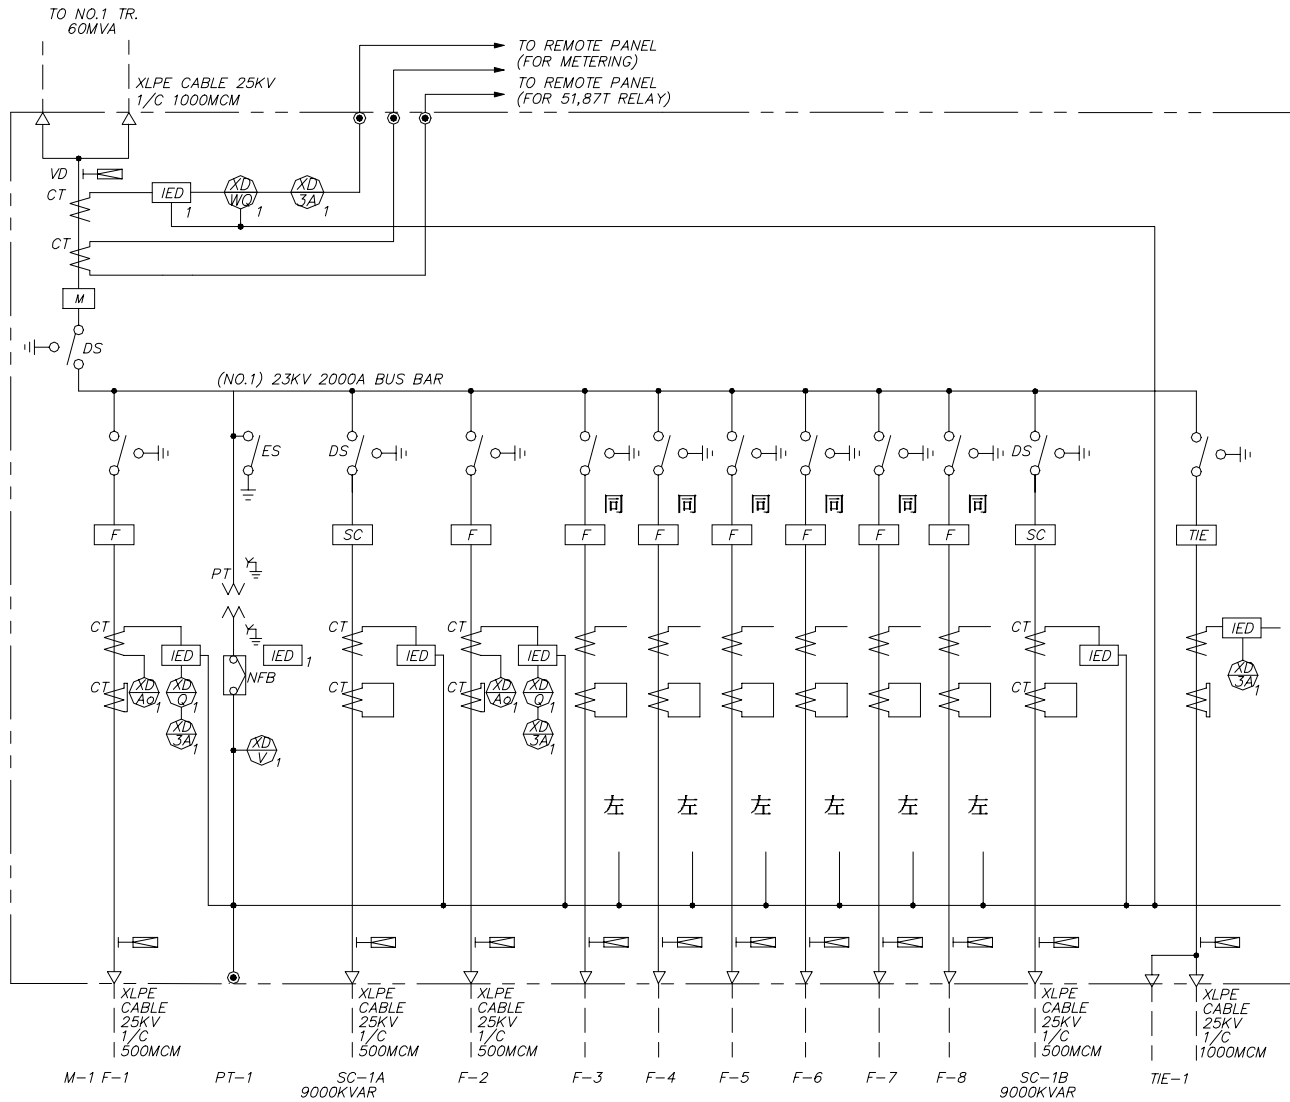 TO NO.1 TR.
60MVA
TO REMOTE PANEL
(FOR METERING)
XLPE CABLE 25KV
1/C 1000MCM
TO REMOTE PANEL
(FOR 51,87T RELAY)
VD
CT
IED
1
XD
WQ
1
XD
3A
1
CT
M
DS
(NO.1) 23KV 2000A BUS BAR
ES
DS
DS
同 同 同 同 同 同
F
SC
F
F
F
F
F
F
F
SC
TIE
PT
Y
Y
CT
IED
CT
XD
Ao
1
XD
Q
1
XD
3A
1
IED
1
NFB
XD
V
1
CT
IED
CT
CT
IED
CT
XD
Ao
1
XD
Q
1
XD
3A
1
CT
IED
CT
IED
XD
3A
1
左 左 左 左 左 左
XLPE
CABLE
25KV
1/C
500MCM
XLPE
CABLE
25KV
1/C
500MCM
XLPE
CABLE
25KV
1/C
500MCM
XLPE
CABLE
25KV
1/C
500MCM
XLPE
CABLE
25KV
1/C
1000MCM
M-1 F-1
PT-1
SC-1A
9000KVAR
F-2
F-3
F-4
F-5
F-6
F-7
F-8
SC-1B
9000KVAR
TIE-1